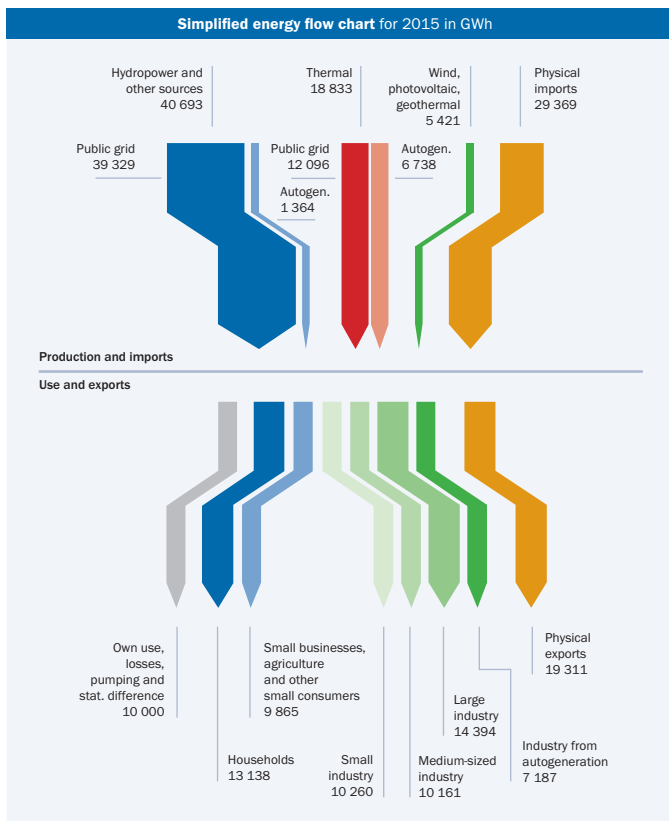 Simplified energy flow chart for 2015 in GWh
Hydropower and
other sources
40 693
Thermal
18 833
Wind,
photovoltaic,
geothermal
5 421
Physical
imports
29 369
Public grid
39 329
Autogen.
1 364
Public grid
12 096
Autogen.
6 738
Production and imports
Use and exports
Own use,
losses,
pumping and
stat. difference
10 000
Households
13 138
Small businesses,
agriculture
and other
small consumers
9 865
Small
industry
10 260
Medium-sized
industry
10 161
Large
industry
14 394
Industry from
autogeneration
7 187
Physical
exports
19 311